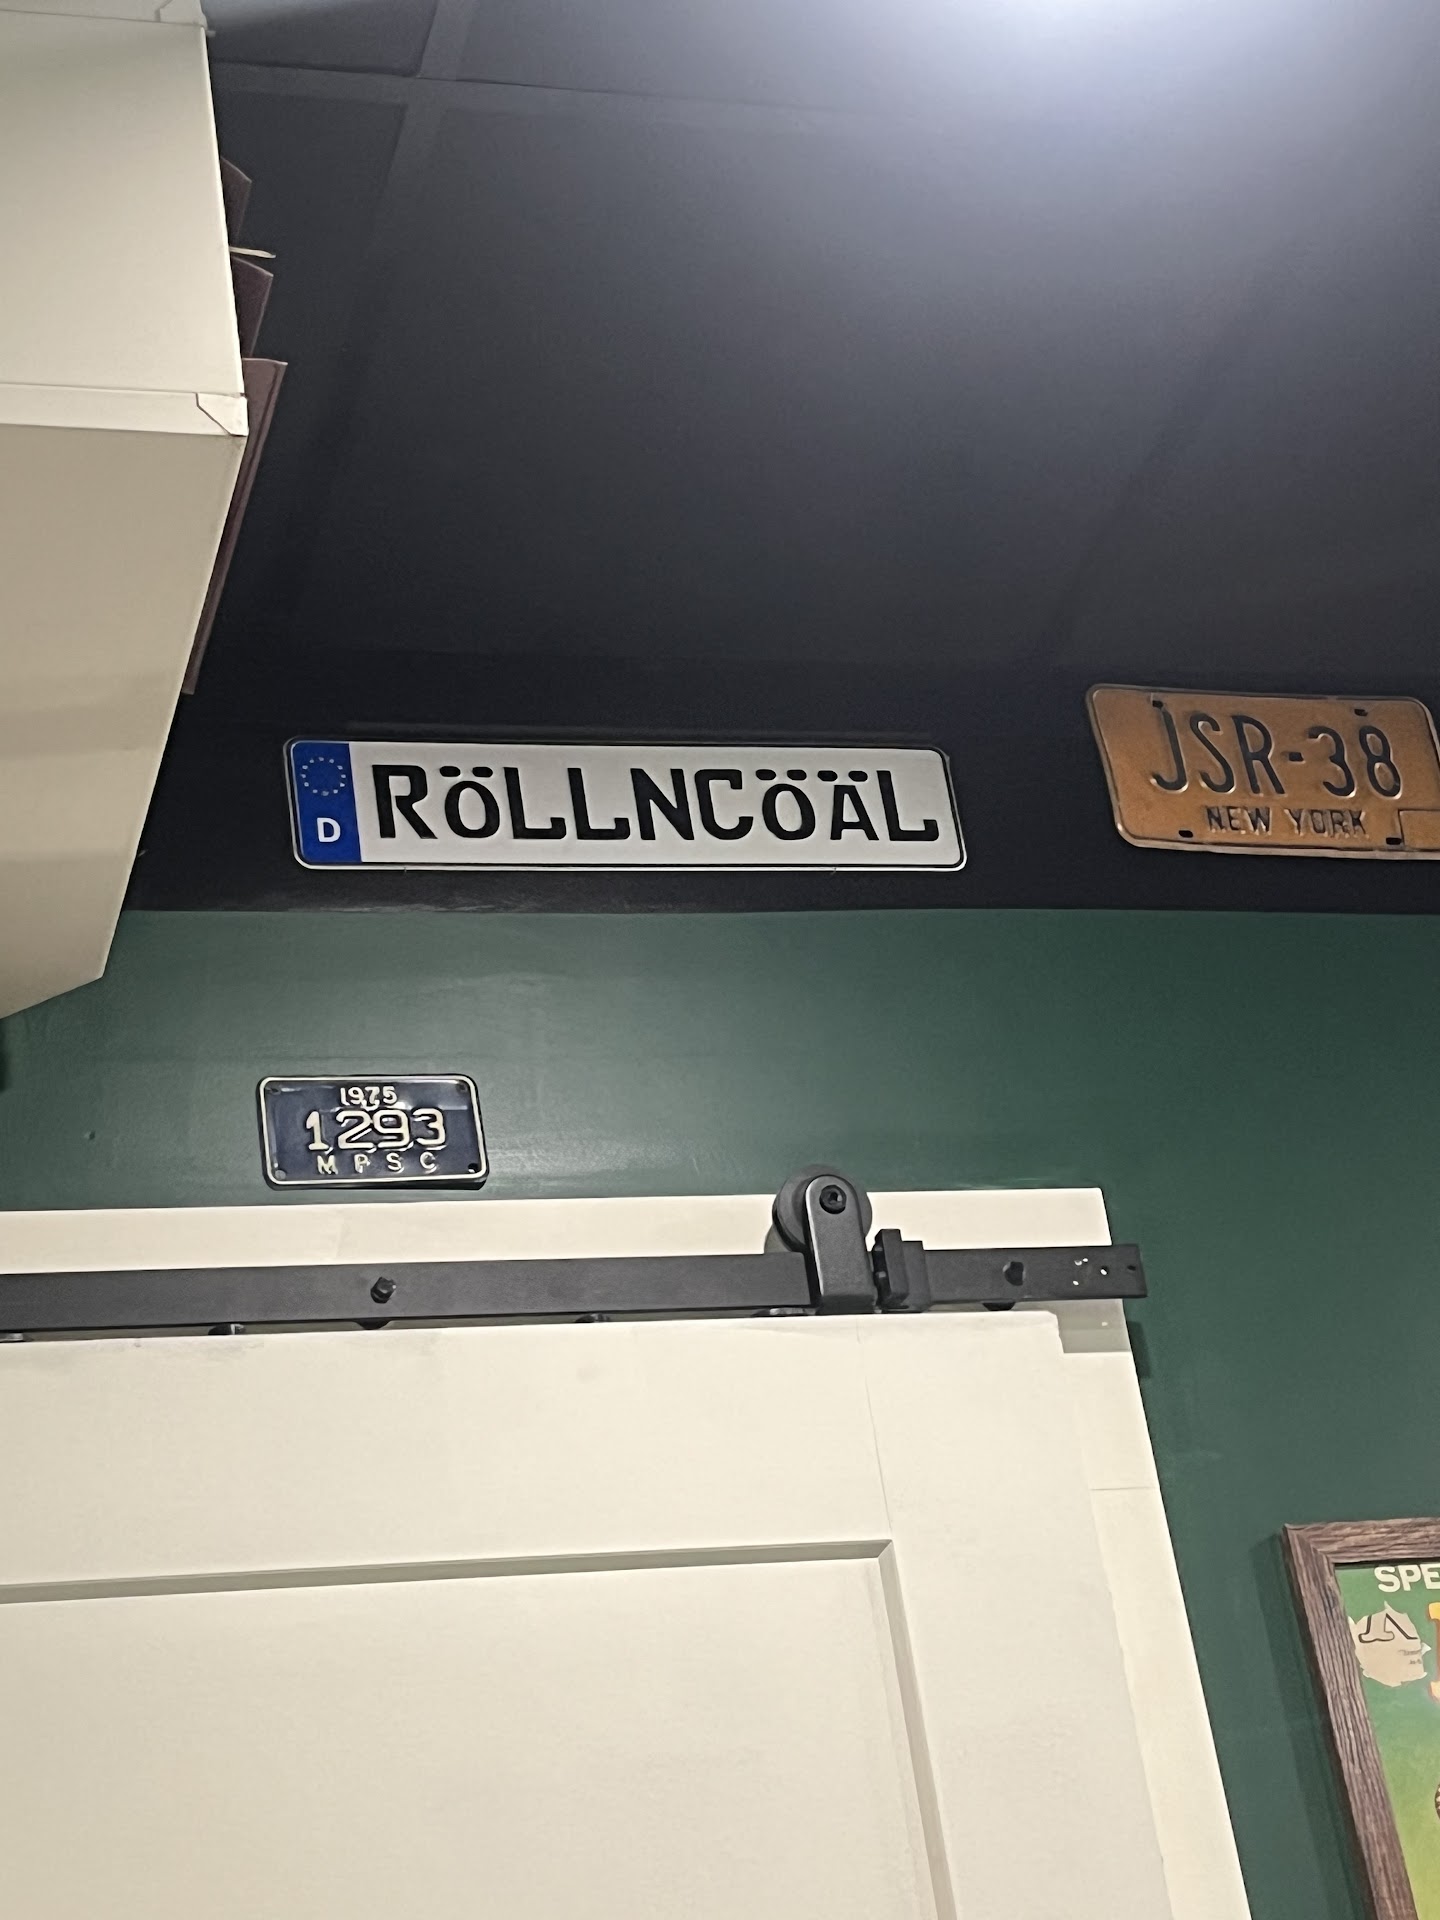 D RÖLLNCÖÄL
JSR-38
NEW YORK
1975
1293
MPSC
SPE